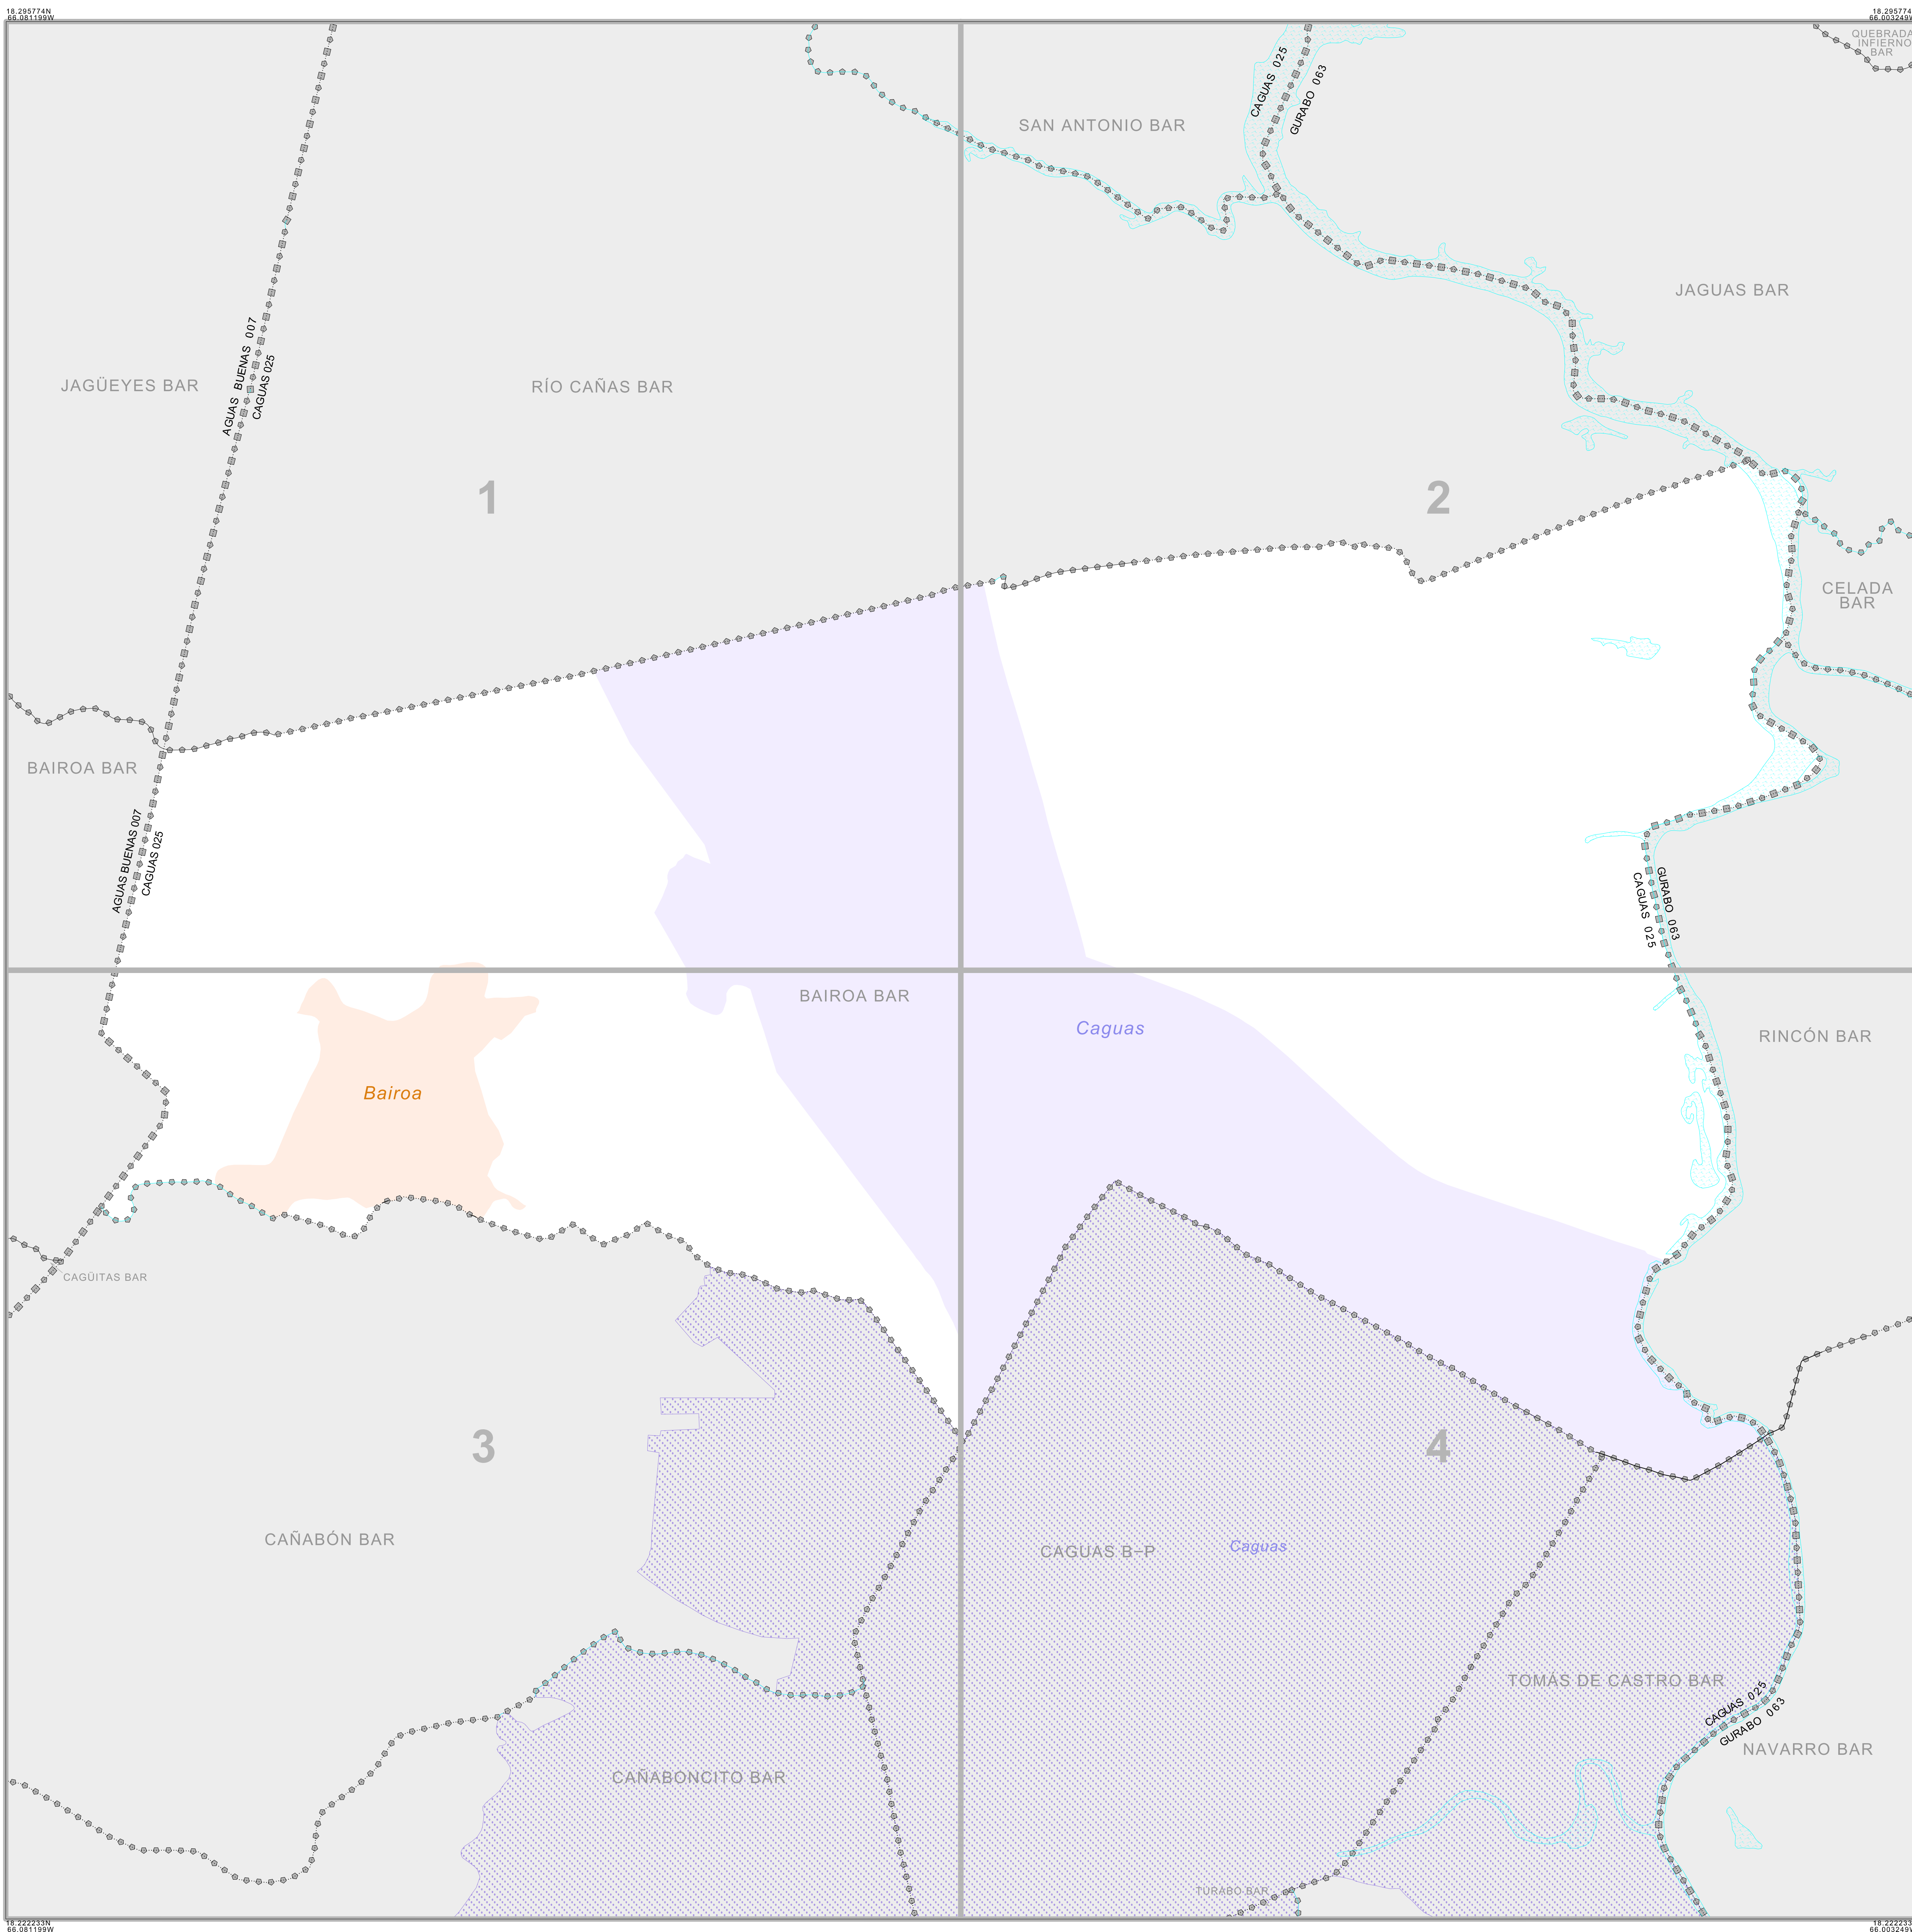 18.295774N
66.081199W
18.295774
66.003249W
QUEBRADA
INFIERNO
BAR
CAGUAS 025
GURABO 063
SAN ANTONIO BAR
JAGUAS BAR
AGUAS BUENAS 007
CAGUAS 025
JAGÜEYES BAR
RÍO CAÑAS BAR
1
2
CELADA
BAR
BAIROA BAR
AGUAS BUENAS 007
CAGUAS 025
GURABO 063
CAGUAS 025
BAIROA BAR
Caguas
RINCÓN BAR
Bairoa
CAGÜITAS BAR
3
4
CAÑABÓN BAR
CAGUAS B-P
Caguas
TOMÁS DE CASTRO BAR
CAGUAS 025
GURABO 063
NAVARRO BAR
CAÑABONCITO BAR
TURABO BAR
18.222233N
66.081199W
18.222233
66.003249W